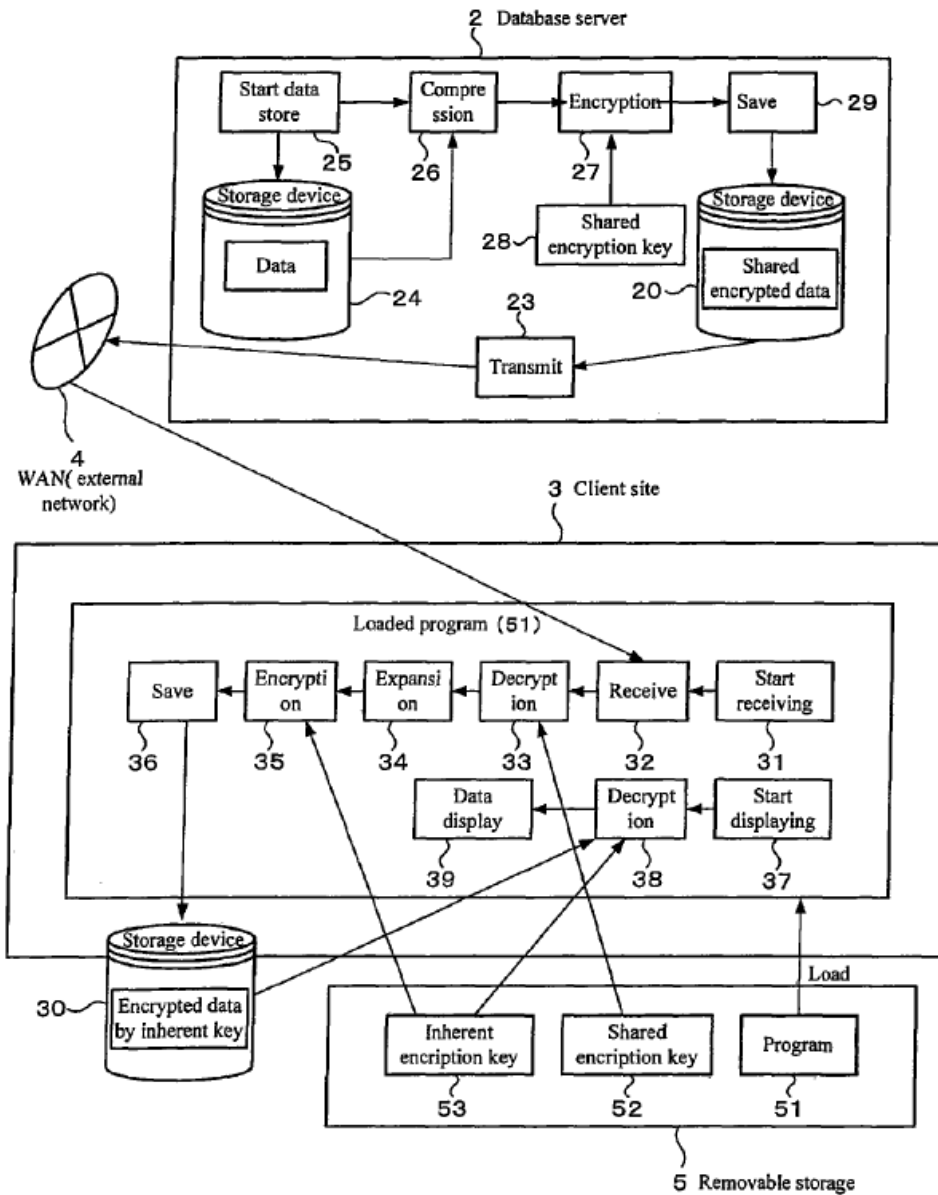 2 Database server
Start data
store
25
Compre
ssion
26
Encryption
27
Save
29
Storage device
Data
24
28
Shared
encryption key
Storage device
20
Shared
encrypted data
23
Transmit
4
WAN( external
network)
3 Client site
Loaded program (51)
Save
36
Encrypti
on
35
Expansi
on
34
Decrypt
ion
33
Receive
32
Start
receiving
31
Data
display
39
Decrypt
ion
38
Start
displaying
37
Storage device
30
Encrypted data
by inherent key
Load
Inherent
encription key
53
Shared
encription key
52
Program
51
5 Removable storage